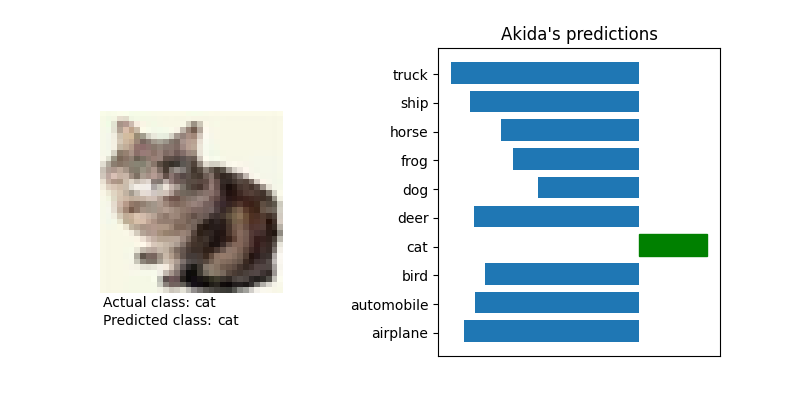 Akida's predictions
truck
ship
horse
frog
dog
deer
cat
bird
automobile
airplane
Actual class: cat
Predicted class: cat